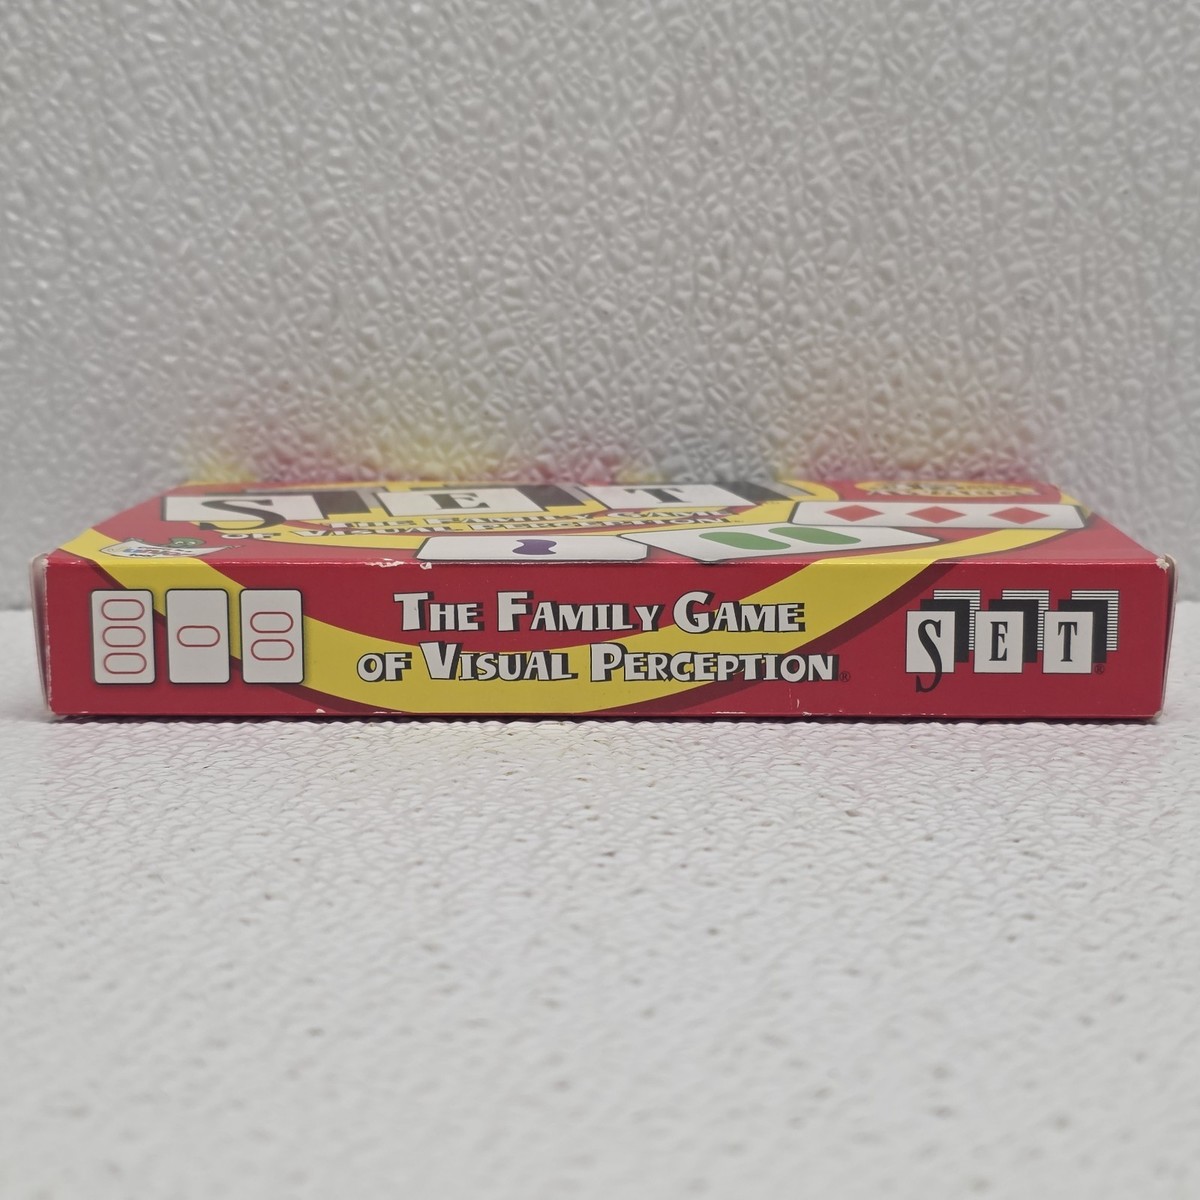 SET
THE FAMILY GAME
OF VISUAL PERCEPTION®
THE FAMILY GAME
OF VISUAL PERCEPTION®
SET®